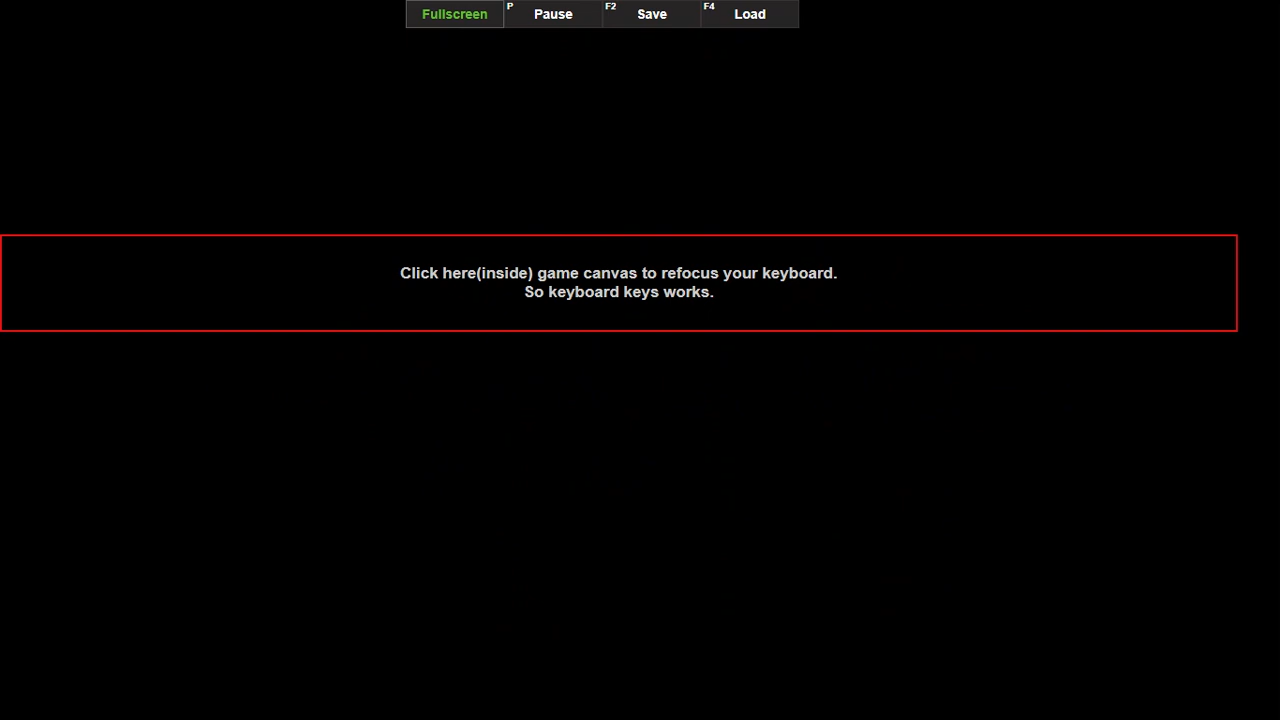 Fullscreen
P Pause
F2 Save
F4 Load
Click here(inside) game canvas to refocus your keyboard.
So keyboard keys works.